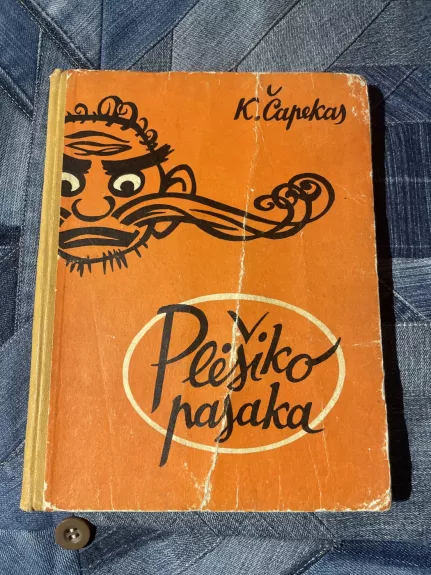 K. Čapekas
Plėšiko
pasaka